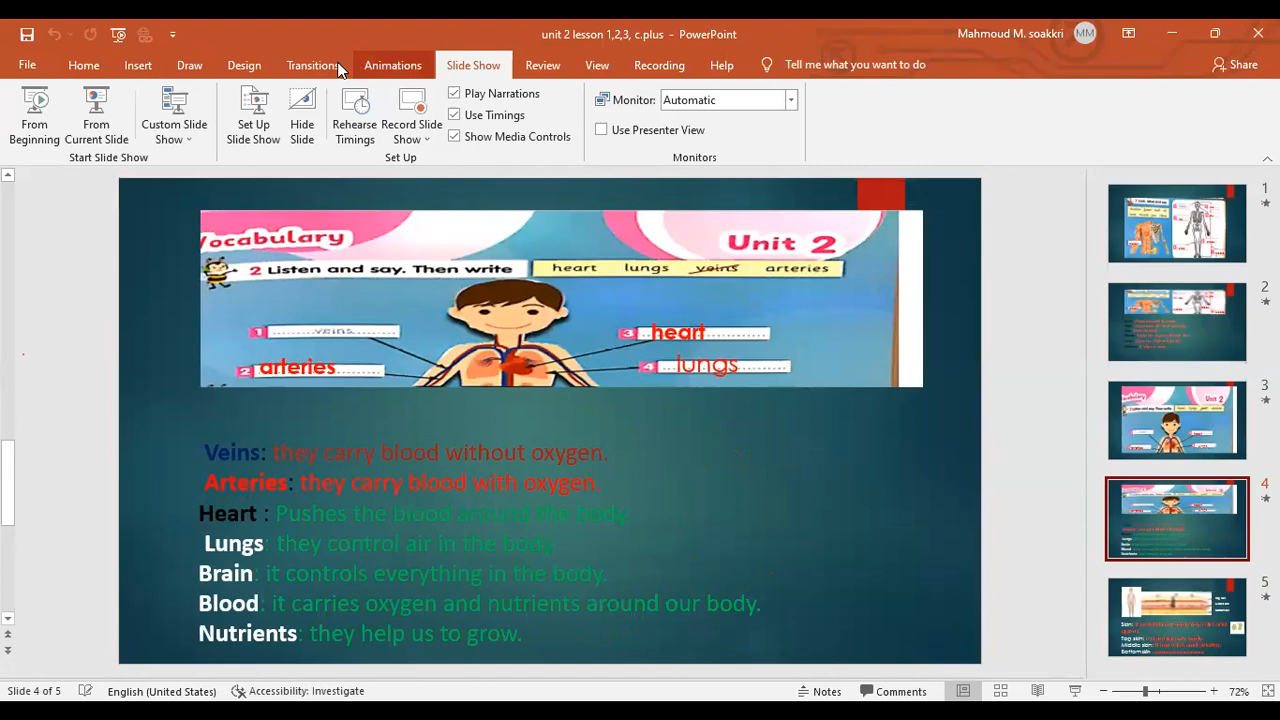 unit 2 lesson 1,2,3, c.plus - PowerPoint
Mahmoud M. soakkri MM
File Home Insert Draw Design Transitions Animations Slide Show Review View Recording Help Tell me what you want to do Share
From Beginning
From Current Slide
Custom Slide Show
Set Up Slide Show
Hide Slide
Rehearse Timings
Record Slide Show
Play Narrations
Use Timings
Show Media Controls
Monitor: Automatic
Use Presenter View
Start Slide Show
Set Up
Monitors
Vocabulary
Unit 2
2 Listen and say. Then write
heart lungs veins arteries
1 veins
3 heart
2 arteries
4 lungs
Veins: they carry blood without oxygen.
Arteries: they carry blood with oxygen.
Heart : Pushes the blood around the body.
Lungs: they control air in the body.
Brain: it controls everything in the body.
Blood: it carries oxygen and nutrients around our body.
Nutrients: they help us to grow.
1
2
3
4
5
Slide 4 of 5 English (United States) Accessibility: Investigate Notes Comments 72%